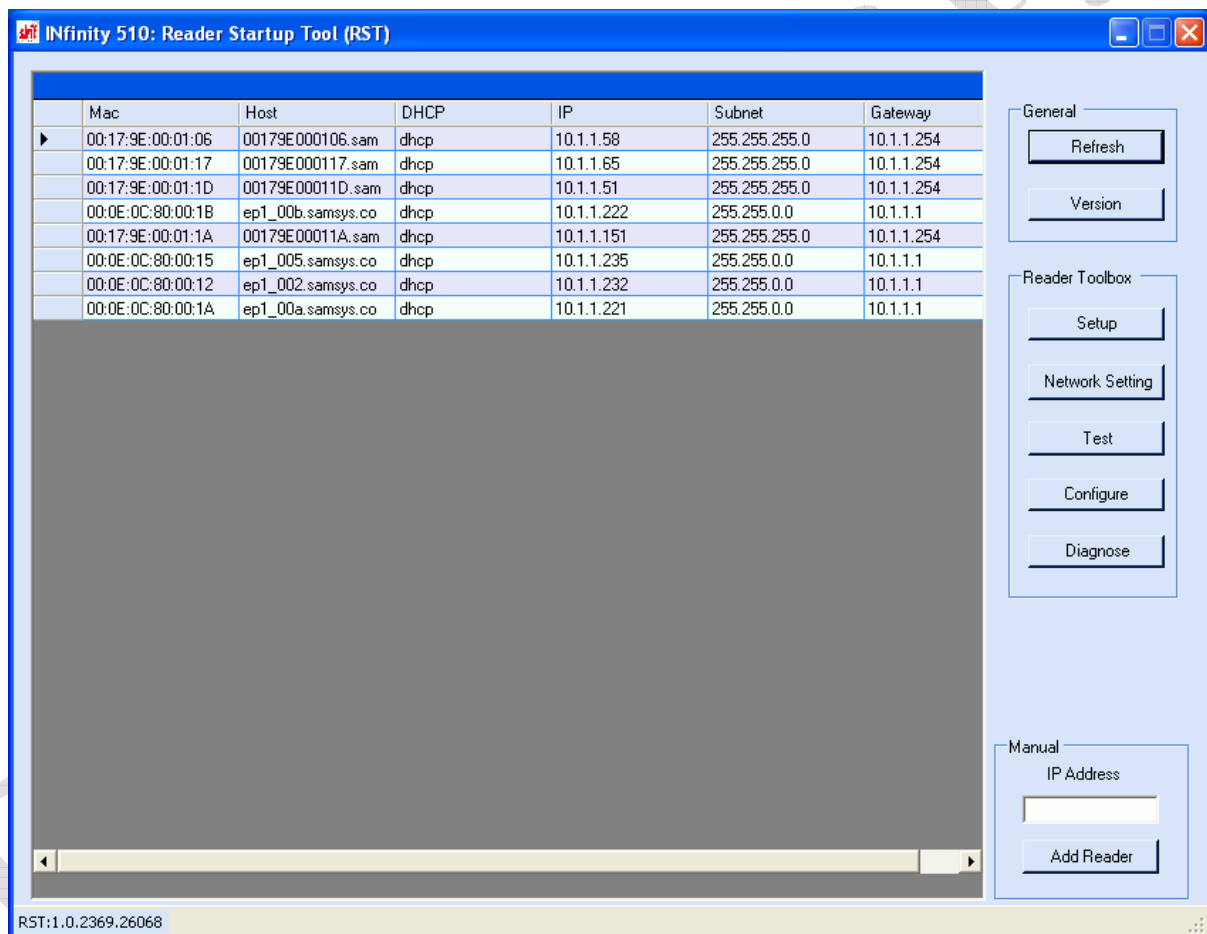 INfinity 510: Reader Startup Tool (RST)
Mac Host DHCP IP Subnet Gateway
00:17:9E:00:01:06 00179E000106.sam dhcp 10.1.1.58 255.255.255.0 10.1.1.254
00:17:9E:00:01:17 00179E000117.sam dhcp 10.1.1.65 255.255.255.0 10.1.1.254
00:17:9E:00:01:1D 00179E00011D.sam dhcp 10.1.1.51 255.255.255.0 10.1.1.254
00:0E:0C:80:00:1B ep1_00b.samsys.co dhcp 10.1.1.222 255.255.0.0 10.1.1.1
00:17:9E:00:01:1A 00179E00011A.sam dhcp 10.1.1.151 255.255.255.0 10.1.1.254
00:0E:0C:80:00:15 ep1_005.samsys.co dhcp 10.1.1.235 255.255.0.0 10.1.1.1
00:0E:0C:80:00:12 ep1_002.samsys.co dhcp 10.1.1.232 255.255.0.0 10.1.1.1
00:0E:0C:80:00:1A ep1_00a.samsys.co dhcp 10.1.1.221 255.255.0.0 10.1.1.1
General
Refresh
Version
Reader Toolbox
Setup
Network Setting
Test
Configure
Diagnose
Manual
IP Address
Add Reader
RST:1.0.2369.26068